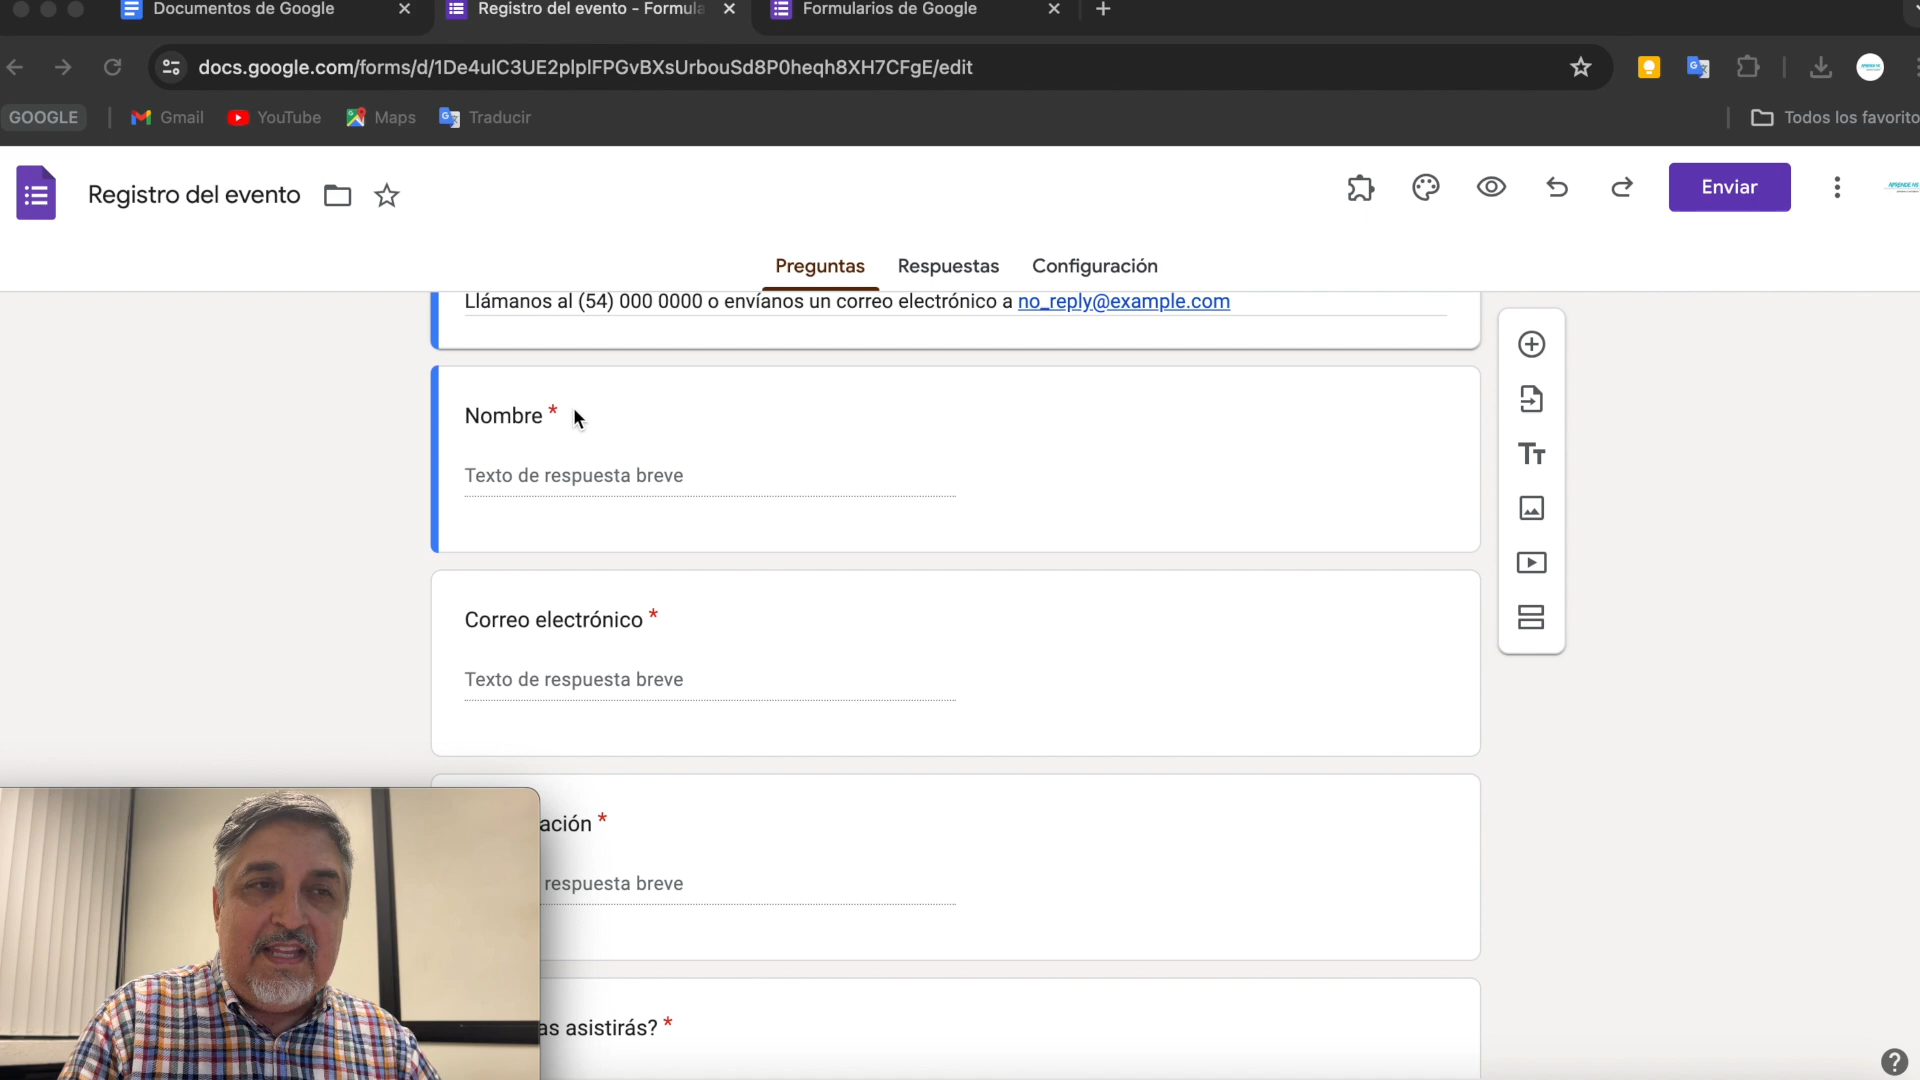 Documentos de Google
Registro del evento - Formula
Formularios de Google
docs.google.com/forms/d/1De4ulC3UE2plplFPGvBXsUrbouSd8P0heqh8XH7CFgE/edit
GOOGLE
Gmail
YouTube
Maps
Traducir
Todos los favorito
Registro del evento
Enviar
Preguntas
Respuestas
Configuración
Llámanos al (54) 000 0000 o envíanos un correo electrónico a no_reply@example.com
Nombre *
Texto de respuesta breve
Correo electrónico *
Texto de respuesta breve
ación *
respuesta breve
as asistirás? *